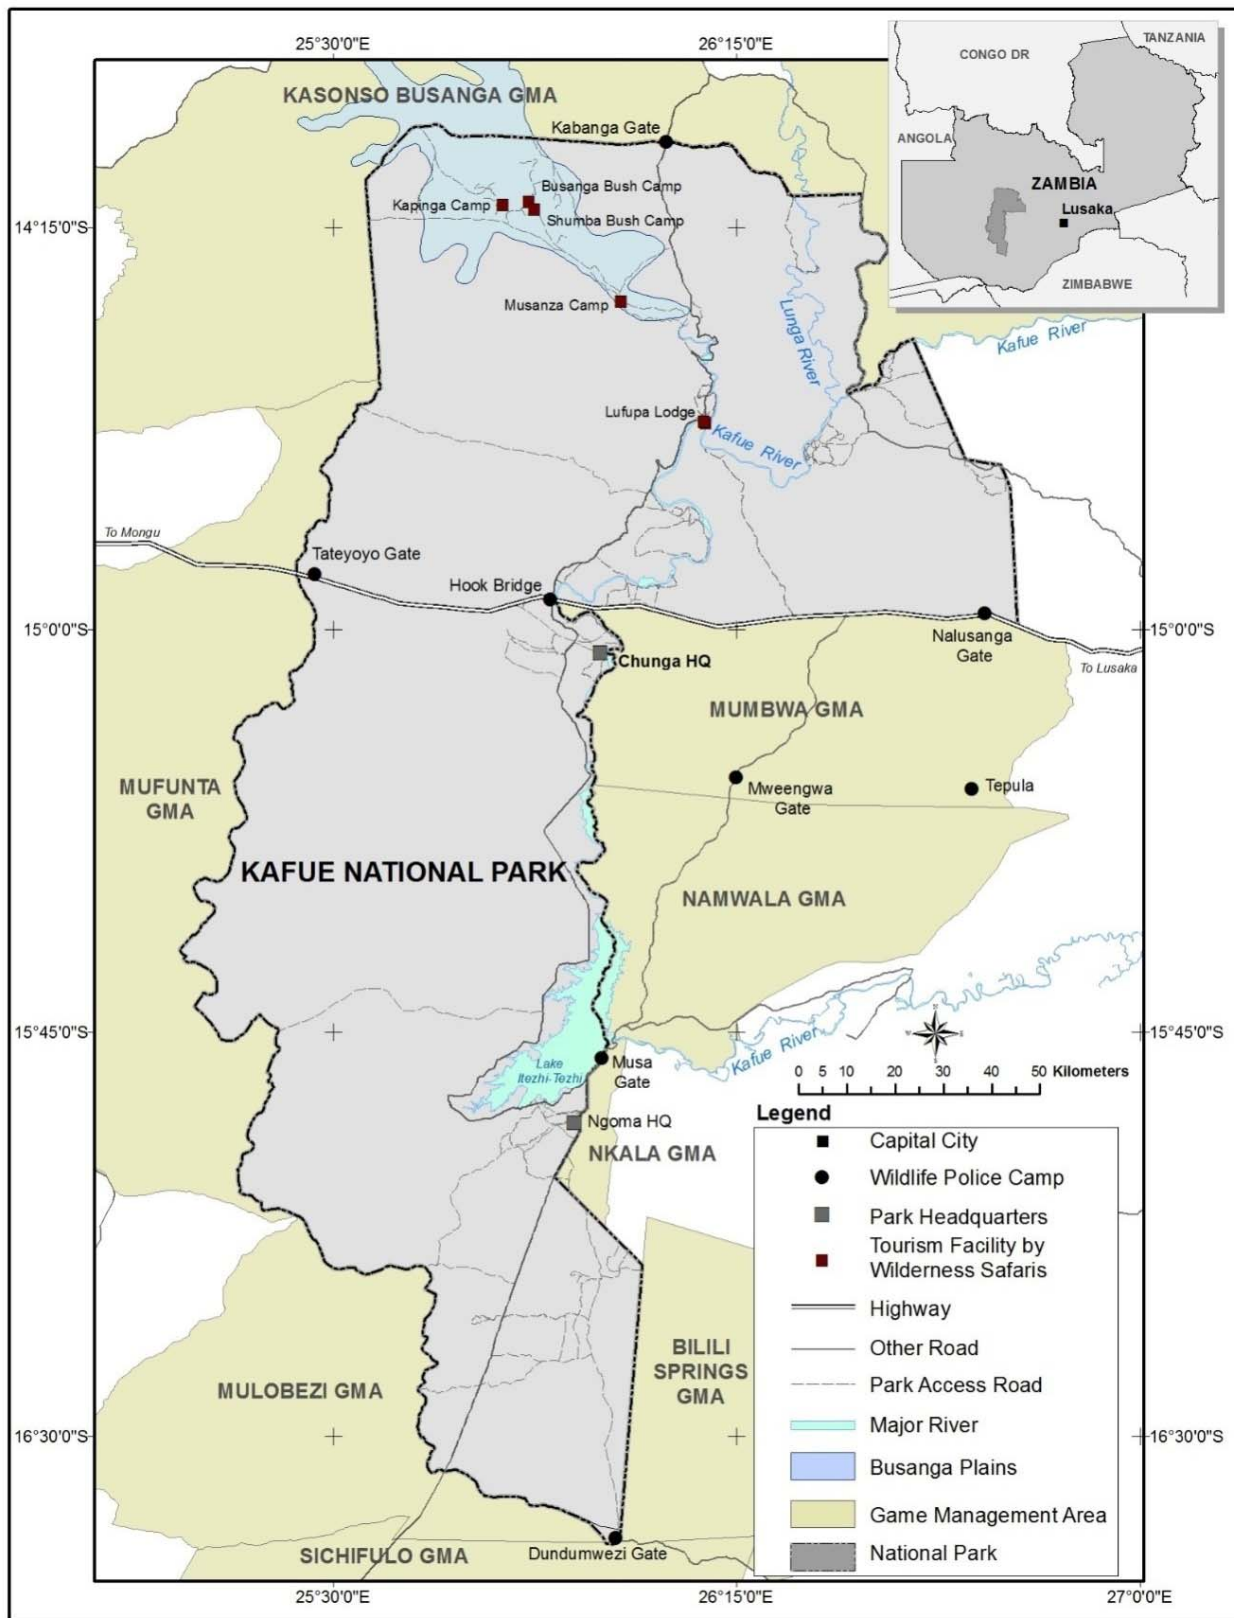 25°30'0"E
26°15'0"E
KASONSO BUSANGA GMA
Kabanga Gate
CONGO DR
TANZANIA
ANGOLA
ZAMBIA
Lusaka
ZIMBABWE
Busanga Bush Camp
Kapinga Camp
Shumba Bush Camp
14°15'0"S
Musanza Camp
Lunga River
Kafue River
Lufupa Lodge
Kafue River
To Mongu
Tateyoyo Gate
Hook Bridge
15°0'0"S
15°0'0"S
Nalusanga
Gate
To Lusaka
Chunga HQ
MUMBWA GMA
MUFUNTA
GMA
Mweengwa
Gate
Tepula
KAFUE NATIONAL PARK
NAMWALA GMA
15°45'0"S
15°45'0"S
Lake
Itezhi-Tezhi
Musa
Gate
Kafue River
N
W
E
S
0 5 10 20 30 40 50 Kilometers
Ngoma HQ
NKALA GMA
Legend
Capital City
Wildlife Police Camp
Park Headquarters
Tourism Facility by
Wilderness Safaris
Highway
Other Road
Park Access Road
Major River
Busanga Plains
Game Management Area
National Park
BILILI
SPRINGS
GMA
MULOBEZI GMA
16°30'0"S
16°30'0"S
SICHIFULO GMA
Dundumwezi Gate
25°30'0"E
26°15'0"E
27°0'0"E